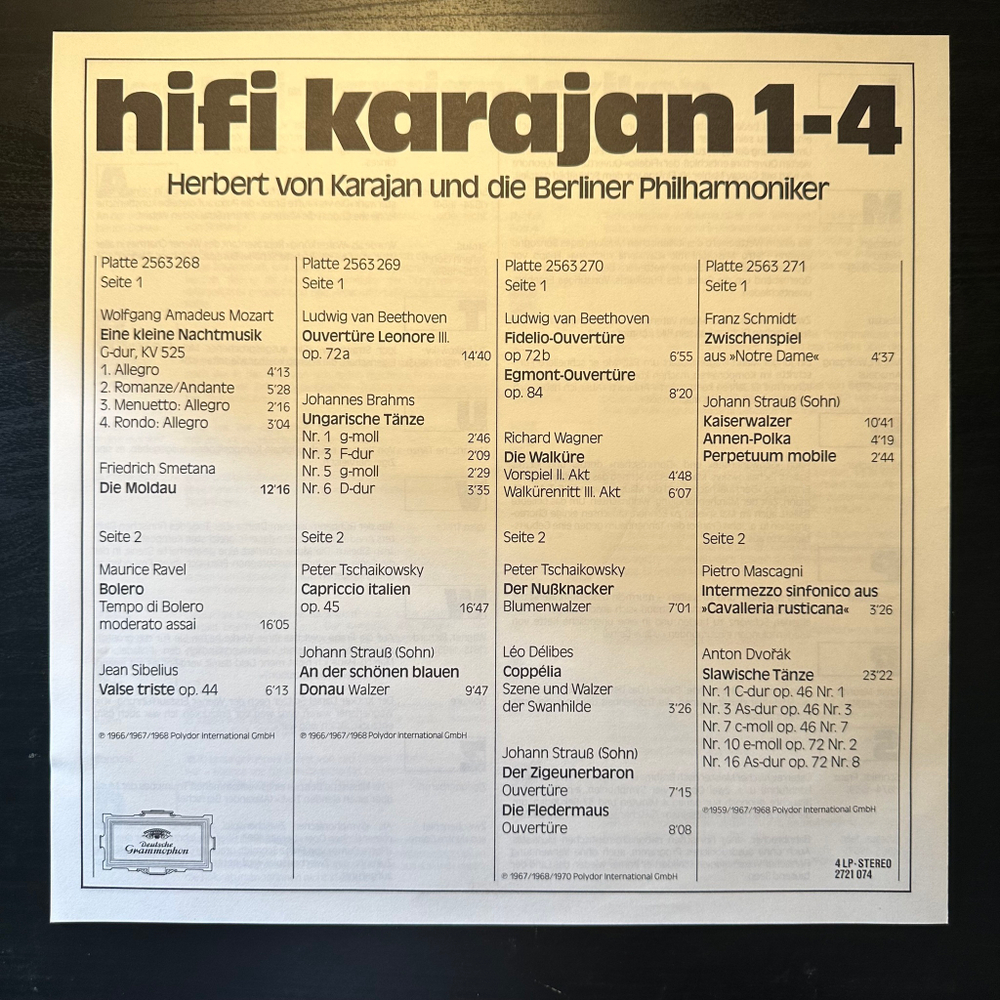 hifi karajan 1-4
Herbert von Karajan und die Berliner Philharmoniker
Platte 2563 268
Seite 1
Wolfgang Amadeus Mozart
Eine kleine Nachtmusik
G-dur, KV 525
1. Allegro 4'13
2. Romanze/Andante 5'28
3. Menuetto: Allegro 2'16
4. Rondo: Allegro 3'04
Friedrich Smetana
Die Moldau 12'16
Seite 2
Maurice Ravel
Bolero
Tempo di Bolero
moderato assai 16'05
Jean Sibelius
Valse triste op. 44 6'13
℗ 1966/1967/1968 Polydor International GmbH
Deutsche
Grammophon
Platte 2563 269
Seite 1
Ludwig van Beethoven
Ouvertüre Leonore III.
op. 72a 14'40
Johannes Brahms
Ungarische Tänze
Nr. 1 g-moll 2'46
Nr. 3 F-dur 2'09
Nr. 5 g-moll 2'29
Nr. 6 D-dur 3'35
Seite 2
Peter Tschaikowsky
Capriccio italien
op. 45 16'47
Johann Strauß (Sohn)
An der schönen blauen
Donau Walzer 9'47
℗ 1966/1967/1968 Polydor International GmbH
Platte 2563 270
Seite 1
Ludwig van Beethoven
Fidelio-Ouvertüre
op 72b 6'55
Egmont-Ouvertüre
op. 84 8'20
Richard Wagner
Die Walküre
Vorspiel II. Akt 4'48
Walkürenritt III. Akt 6'07
Seite 2
Peter Tschaikowsky
Der Nußknacker
Blumenwalzer 7'01
Léo Délibes
Coppélia
Szene und Walzer
der Swanhilde 3'26
Johann Strauß (Sohn)
Der Zigeunerbaron
Ouvertüre 7'15
Die Fledermaus
Ouvertüre 8'08
℗ 1967/1968/1970 Polydor International GmbH
Platte 2563 271
Seite 1
Franz Schmidt
Zwischenspiel
aus »Notre Dame« 4'37
Johann Strauß (Sohn)
Kaiserwalzer 10'41
Annen-Polka 4'19
Perpetuum mobile 2'44
Seite 2
Pietro Mascagni
Intermezzo sinfonico aus
»Cavalleria rusticana« 3'26
Anton Dvořák
Slawische Tänze 23'22
Nr. 1 C-dur op. 46 Nr. 1
Nr. 3 As-dur op. 46 Nr. 3
Nr. 7 c-moll op. 46 Nr. 7
Nr. 10 e-moll op. 72 Nr. 2
Nr. 16 As-dur op. 72 Nr. 8
℗ 1959/1967/1968 Polydor International GmbH
4 LP·STEREO
2721 074